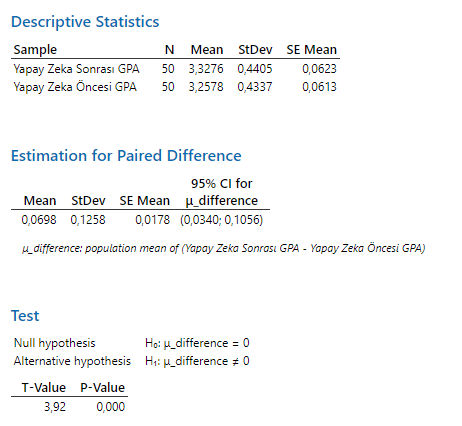 Descriptive Statistics
Sample N Mean StDev SE Mean
Yapay Zeka Sonrası GPA 50 3,3276 0,4405 0,0623
Yapay Zeka Öncesi GPA 50 3,2578 0,4337 0,0613
Estimation for Paired Difference
95% CI for
Mean StDev SE Mean μ_difference
0,0698 0,1258 0,0178 (0,0340; 0,1056)
μ_difference: population mean of (Yapay Zeka Sonrası GPA - Yapay Zeka Öncesi GPA)
Test
Null hypothesis H₀: μ_difference = 0
Alternative hypothesis H₁: μ_difference ≠ 0
T-Value P-Value
3,92 0,000